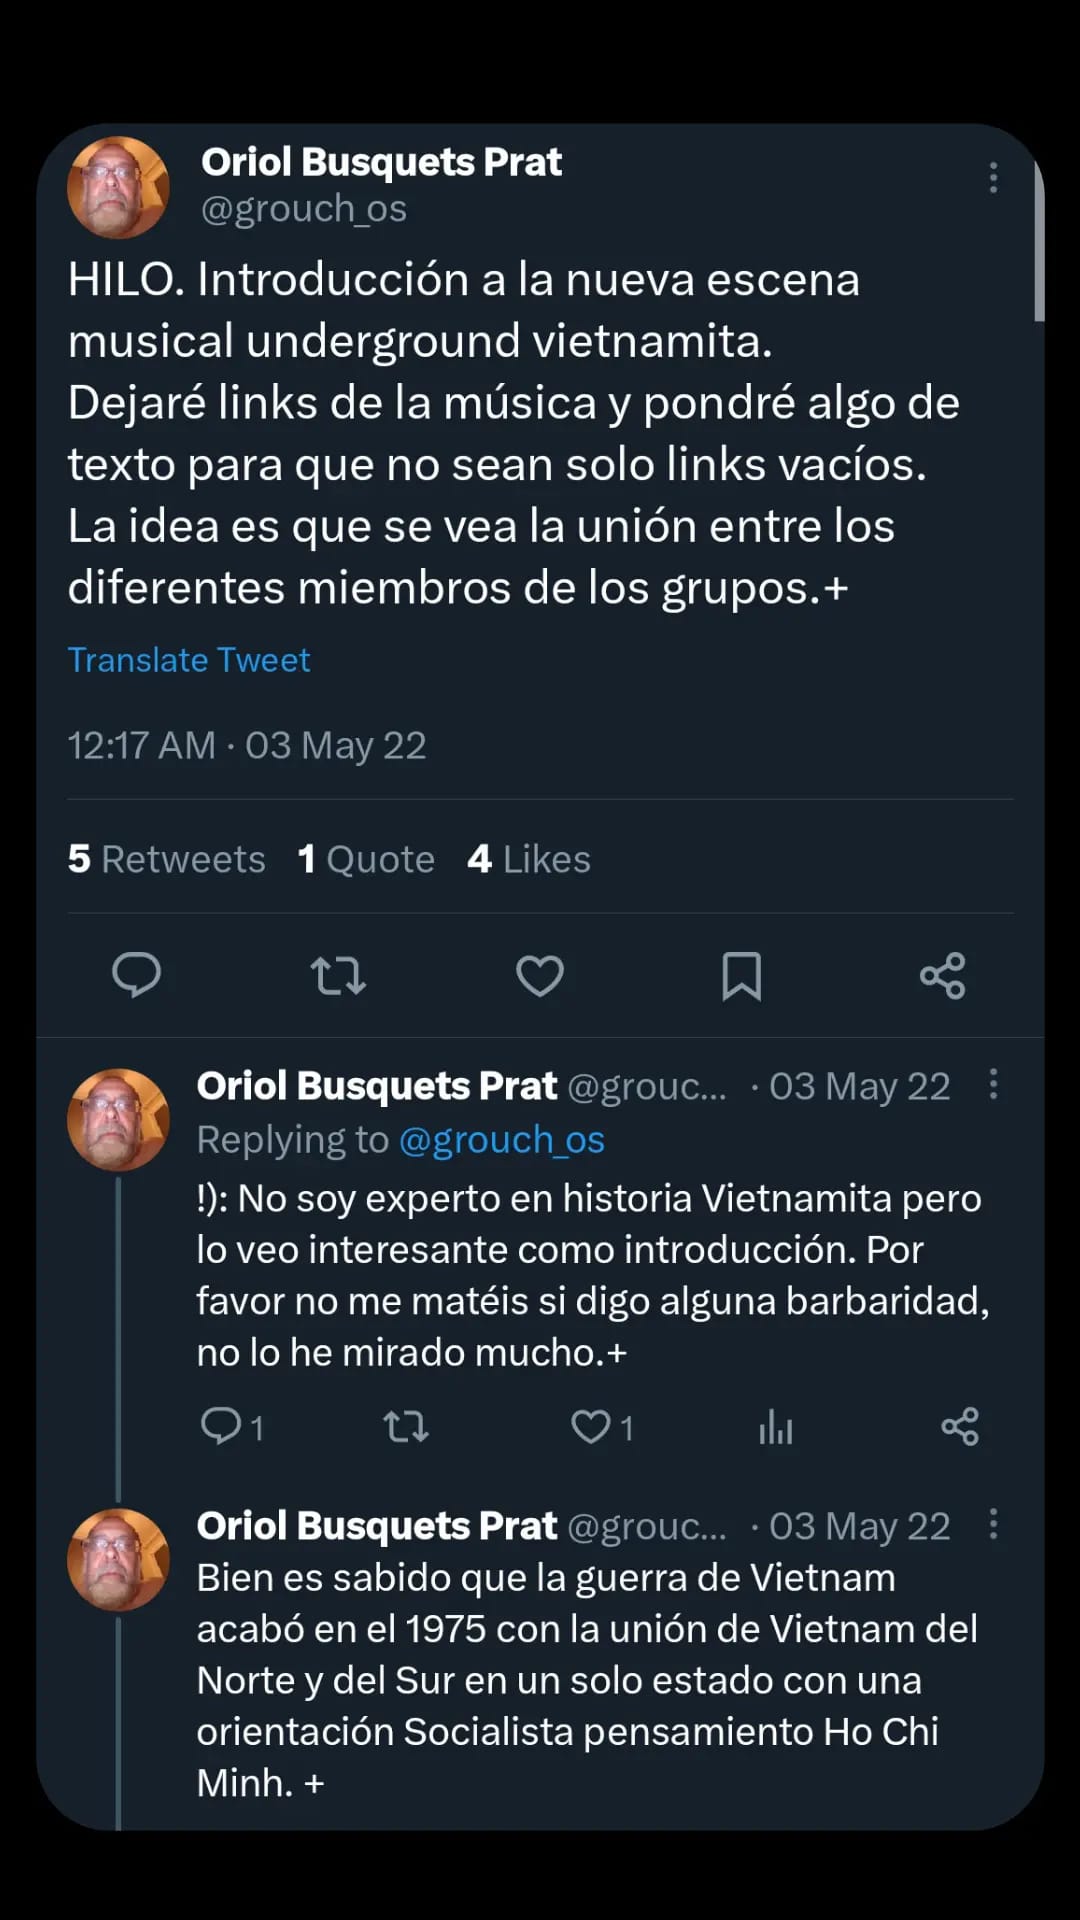 Oriol Busquets Prat
@grouch_os
HILO. Introducción a la nueva escena
musical underground vietnamita.
Dejaré links de la música y pondré algo de
texto para que no sean solo links vacíos.
La idea es que se vea la unión entre los
diferentes miembros de los grupos.+
Translate Tweet
12:17 AM · 03 May 22
5 Retweets 1 Quote 4 Likes
Oriol Busquets Prat @grouc... · 03 May 22
Replying to @grouch_os
!): No soy experto en historia Vietnamita pero
lo veo interesante como introducción. Por
favor no me matéis si digo alguna barbaridad,
no lo he mirado mucho.+
1 1
Oriol Busquets Prat @grouc... · 03 May 22
Bien es sabido que la guerra de Vietnam
acabó en el 1975 con la unión de Vietnam del
Norte y del Sur en un solo estado con una
orientación Socialista pensamiento Ho Chi
Minh. +